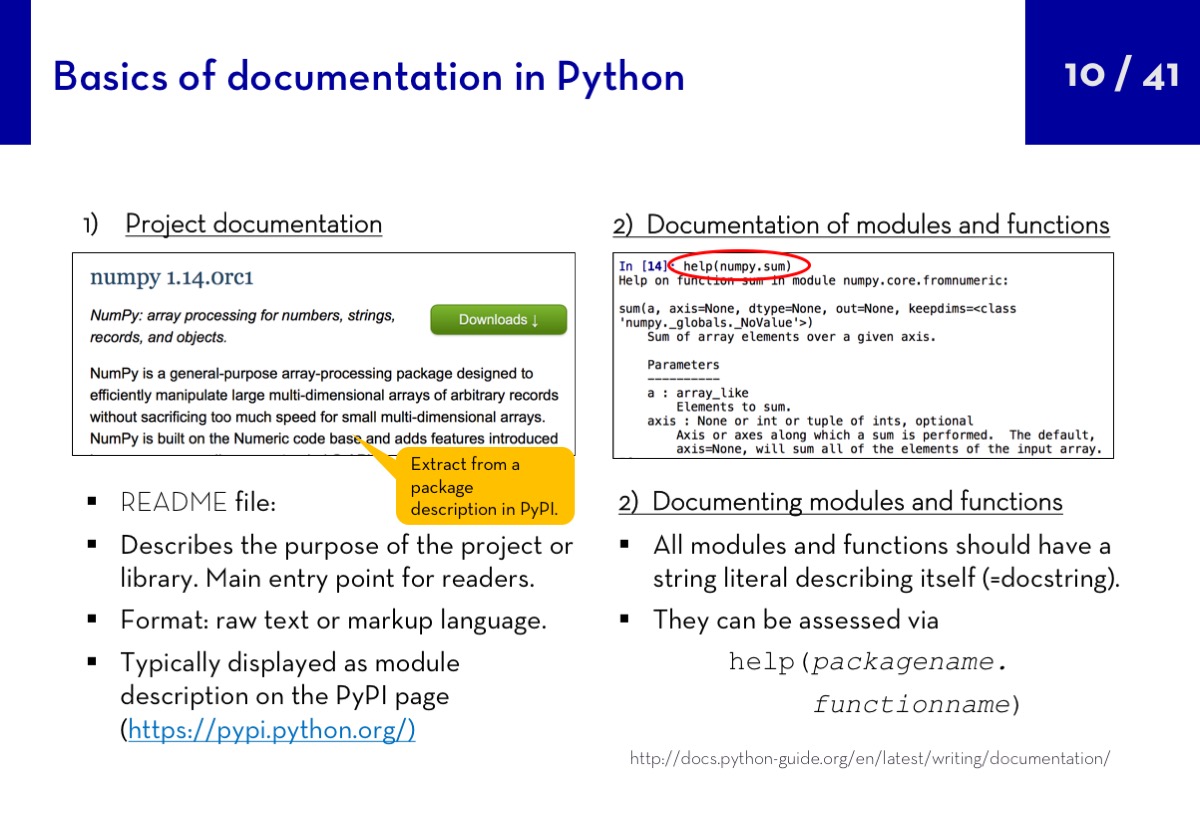 Basics of documentation in Python
10 / 41
1) Project documentation
numpy 1.14.0rc1
NumPy: array processing for numbers, strings,
records, and objects.
Downloads ↓
NumPy is a general-purpose array-processing package designed to
efficiently manipulate large multi-dimensional arrays of arbitrary records
without sacrificing too much speed for small multi-dimensional arrays.
NumPy is built on the Numeric code base and adds features introduced
Extract from a
package
description in PyPI.
▪ README file:
▪ Describes the purpose of the project or
library. Main entry point for readers.
▪ Format: raw text or markup language.
▪ Typically displayed as module
description on the PyPI page
(https://pypi.python.org/)
2) Documentation of modules and functions
In [14]: help(numpy.sum)
Help on function sum in module numpy.core.fromnumeric:
sum(a, axis=None, dtype=None, out=None, keepdims=<class
'numpy._globals._NoValue'>)
Sum of array elements over a given axis.
Parameters
----------
a : array_like
Elements to sum.
axis : None or int or tuple of ints, optional
Axis or axes along which a sum is performed.  The default,
axis=None, will sum all of the elements of the input array.
2) Documenting modules and functions
▪ All modules and functions should have a
string literal describing itself (=docstring).
▪ They can be assessed via
help(packagename.
functionname)
http://docs.python-guide.org/en/latest/writing/documentation/